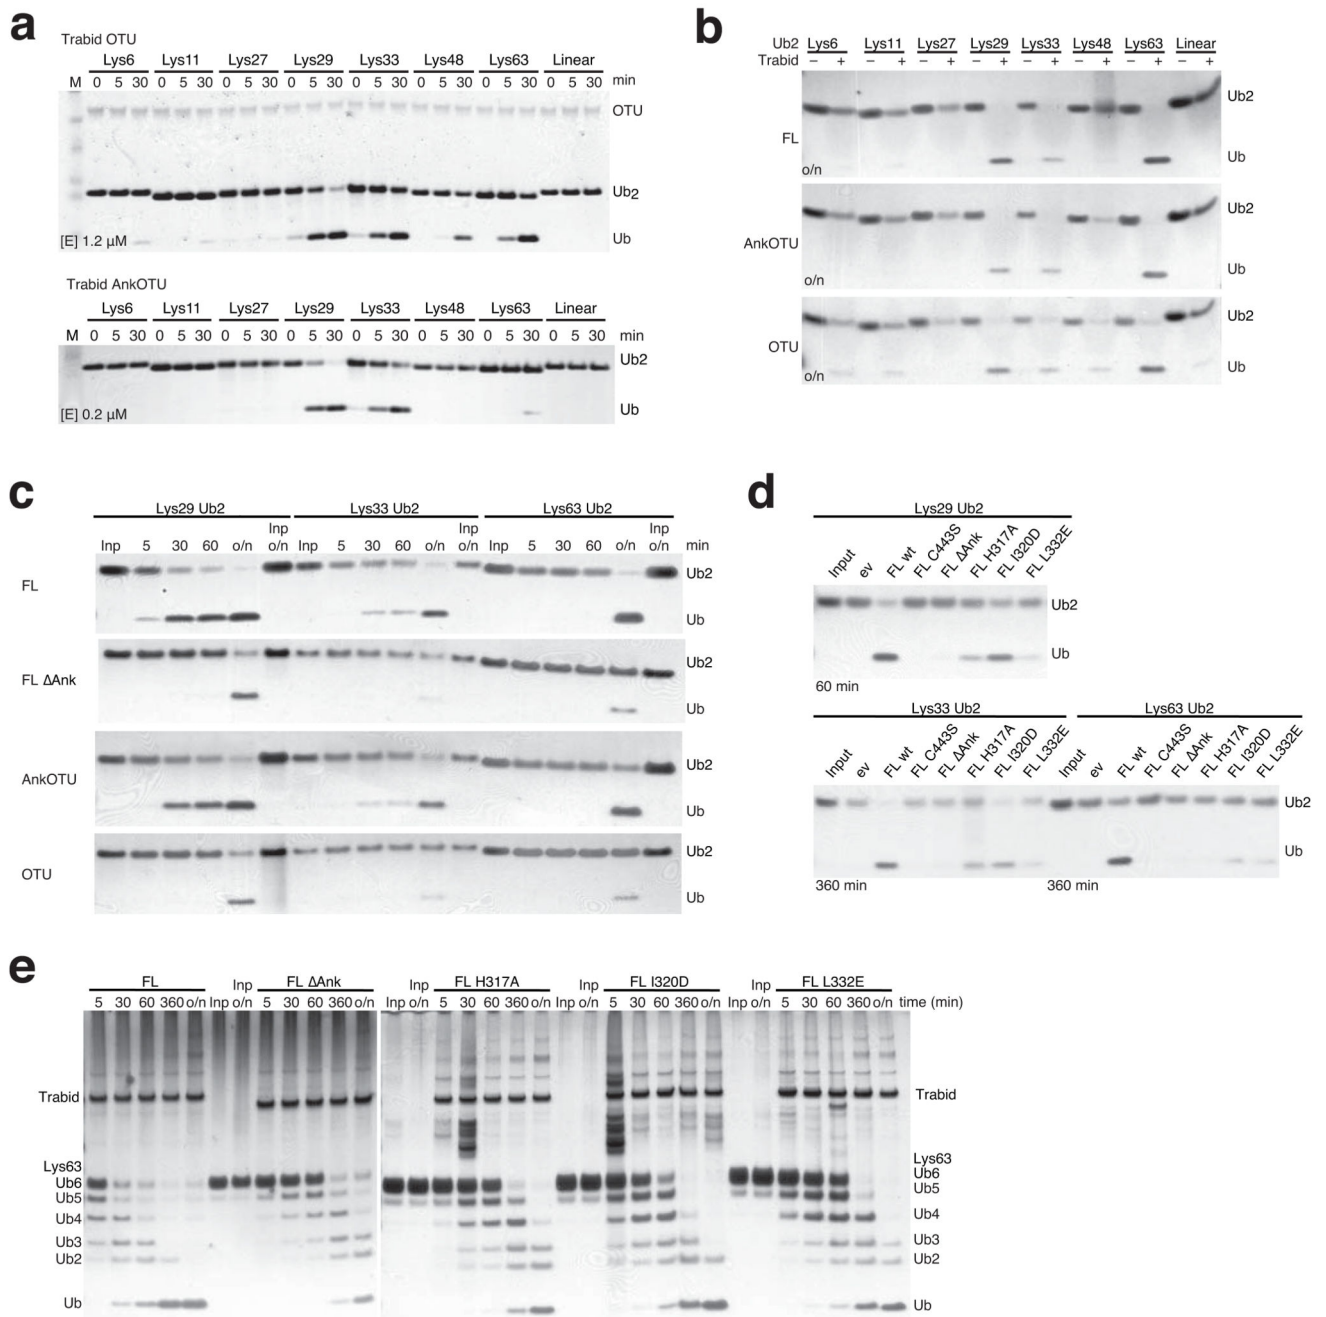 a
Trabid OTU
Lys6 Lys11 Lys27 Lys29 Lys33 Lys48 Lys63 Linear
M 0 5 30 0 5 30 0 5 30 0 5 30 0 5 30 0 5 30 0 5 30 0 5 30 min
OTU
Ub2
[E] 1.2 µM
Ub
Trabid AnkOTU
Lys6 Lys11 Lys27 Lys29 Lys33 Lys48 Lys63 Linear
M 0 5 30 0 5 30 0 5 30 0 5 30 0 5 30 0 5 30 0 5 30 0 5 30 min
Ub2
[E] 0.2 µM
Ub
b
Ub2 Lys6 Lys11 Lys27 Lys29 Lys33 Lys48 Lys63 Linear
Trabid − + − + − + − + − + − + − + − +
Ub2
FL
Ub
o/n
Ub2
AnkOTU
Ub
o/n
Ub2
OTU
Ub
o/n
c
Lys29 Ub2 Lys33 Ub2 Lys63 Ub2
Inp Inp Inp
Inp 5 30 60 o/n o/n Inp 5 30 60 o/n o/n Inp 5 30 60 o/n o/n min
Ub2
FL
Ub
Ub2
FL ΔAnk
Ub
Ub2
AnkOTU
Ub
Ub2
OTU
Ub
d
Lys29 Ub2
Input ev FL wt FL C443S FL ΔAnk FL H317A FL I320D FL L332E
Ub2
Ub
60 min
Lys33 Ub2 Lys63 Ub2
Input ev FL wt FL C443S FL ΔAnk FL H317A FL I320D FL L332E Input ev FL wt FL C443S FL ΔAnk FL H317A FL I320D FL L332E
Ub2
Ub
360 min 360 min
e
FL Inp FL ΔAnk Inp FL H317A Inp FL I320D Inp FL L332E
5 30 60 360 o/n Inp o/n 5 30 60 360 o/n Inp o/n 5 30 60 360 o/n Inp o/n 5 30 60 360 o/n Inp o/n 5 30 60 360 o/n time (min)
Trabid Trabid
Lys63 Lys63
Ub6 Ub6
Ub5 Ub5
Ub4 Ub4
Ub3 Ub3
Ub2 Ub2
Ub Ub